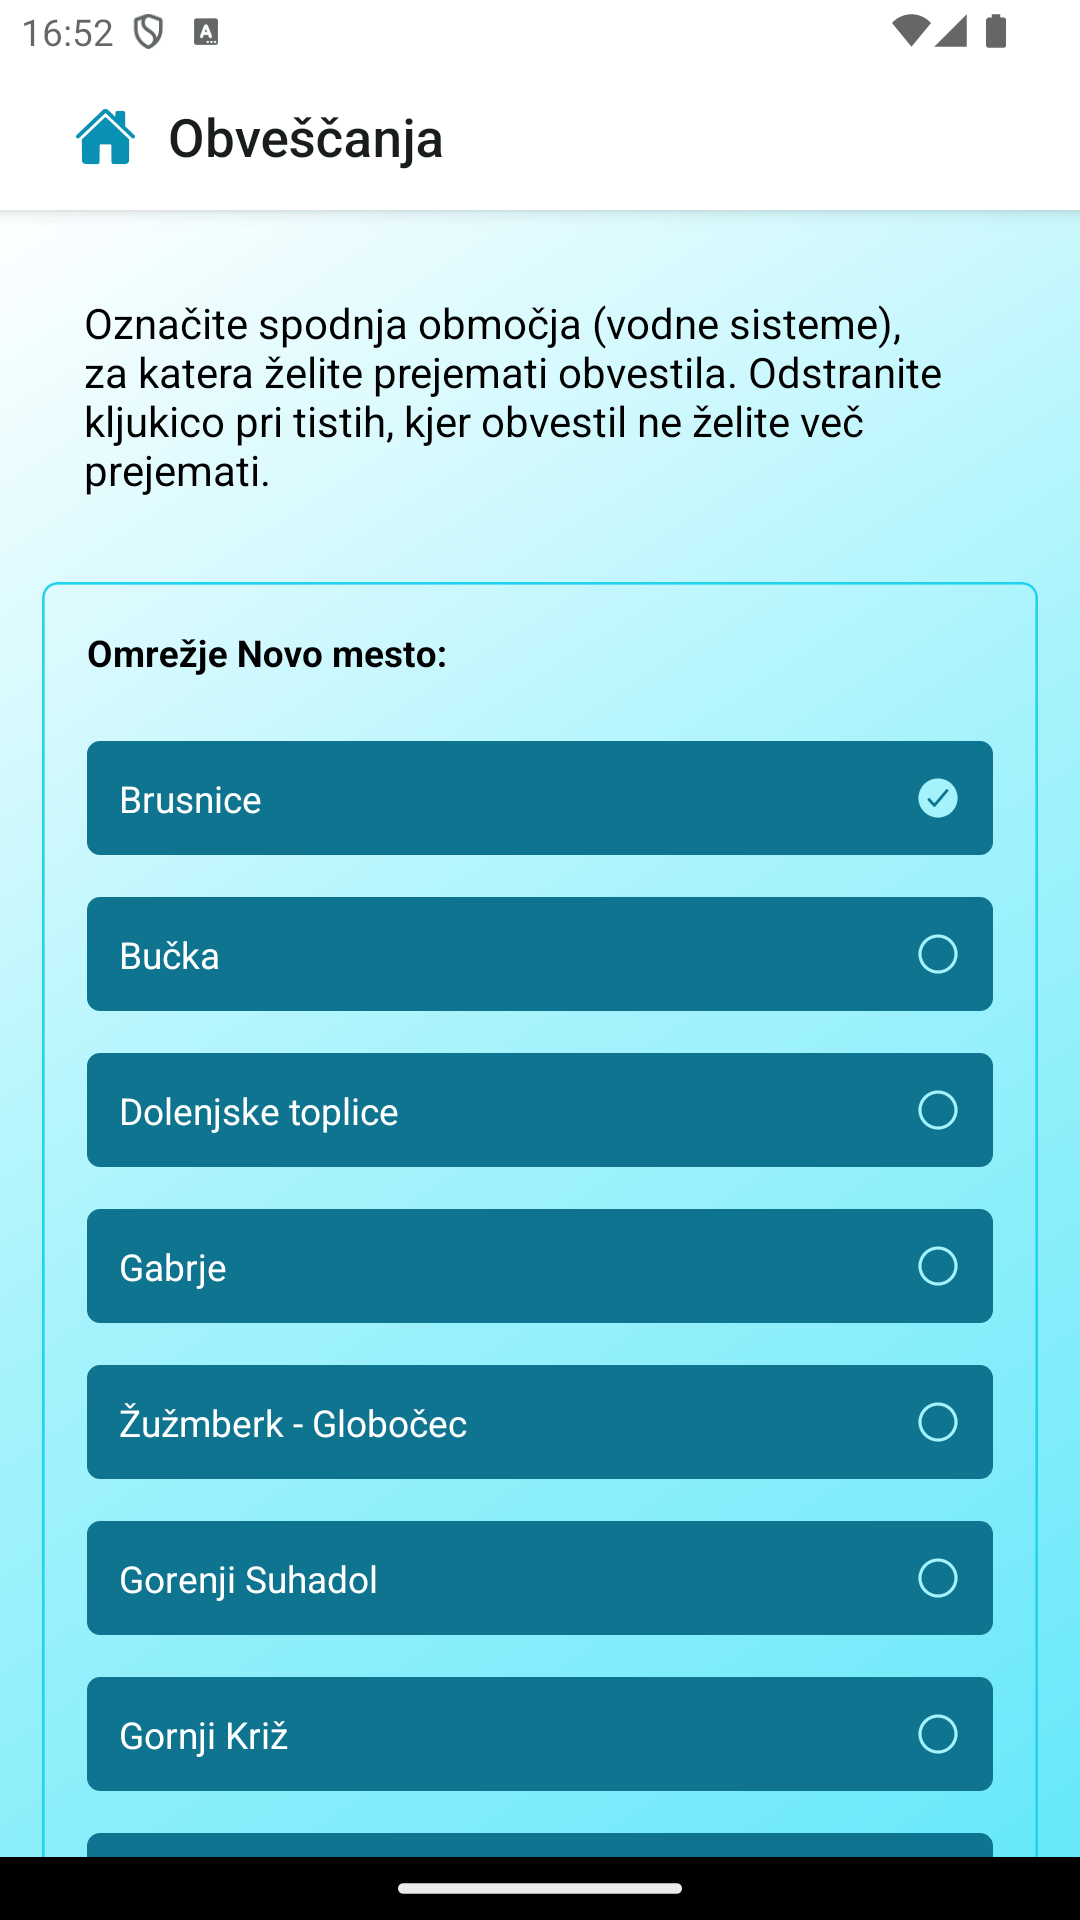 16:52
Obveščanja
Označite spodnja območja (vodne sisteme),
za katera želite prejemati obvestila. Odstranite
kljukico pri tistih, kjer obvestil ne želite več
prejemati.
Omrežje Novo mesto:
Brusnice
Bučka
Dolenjske toplice
Gabrje
Žužmberk - Globočec
Gorenji Suhadol
Gornji Križ